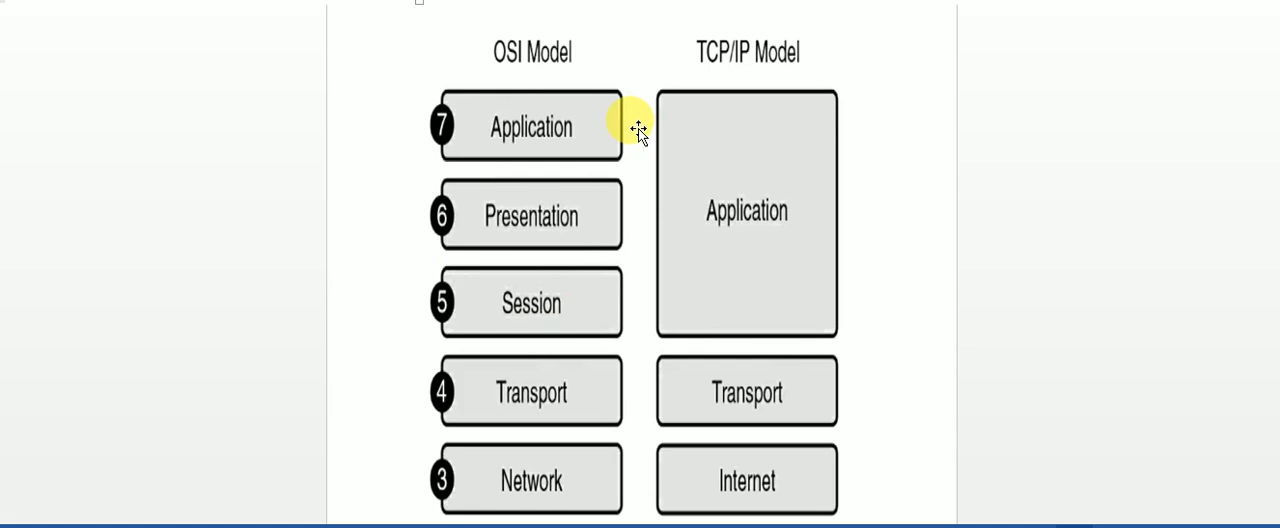 OSI Model
TCP/IP Model
7
Application
6
Presentation
5
Session
Application
4
Transport
Transport
3
Network
Internet